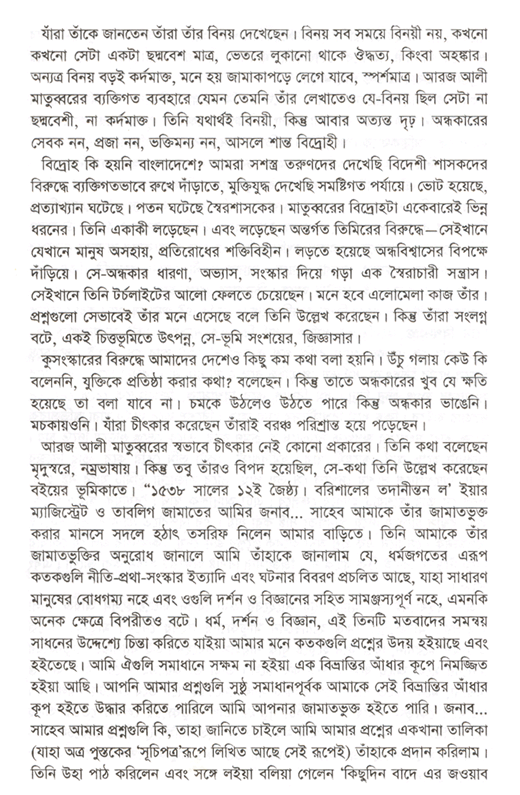 যাঁরা তাঁকে জানতেন তাঁরা তাঁর বিনয় দেখেছেন। বিনয় সব সময়ে বিনয়ী নয়, কখনো
কখনো সেটা একটা ছদ্মবেশ মাত্র, ভেতরে লুকানো থাকে ঔদ্ধত্য, কিংবা অহঙ্কার।
অন্যত্র বিনয় বড়ই কর্দমাক্ত, মনে হয় জামাকাপড়ে লেগে যাবে, স্পর্শমাত্র। আরজ আলী
মাতুব্বরের ব্যক্তিগত ব্যবহারে যেমন তেমনি তাঁর লেখাতেও যে-বিনয় ছিল সেটা না
ছদ্মবেশী, না কর্দমাক্ত। তিনি যথার্থই বিনয়ী, কিন্তু আবার অত্যন্ত দৃঢ়। অন্ধকারের
সেবক নন, প্রজা নন, ভক্তিমন্য নন, আসলে শান্ত বিদ্রোহী।
বিদ্রোহ কি হয়নি বাংলাদেশে? আমরা সশস্ত্র তরুণদের দেখেছি বিদেশী শাসকদের
বিরুদ্ধে ব্যক্তিগতভাবে রুখে দাঁড়াতে, মুক্তিযুদ্ধ দেখেছি সমষ্টিগত পর্যায়ে। ভোট হয়েছে,
প্রত্যাখ্যান ঘটেছে। পতন ঘটেছে স্বৈরশাসকের। মাতুব্বরের বিদ্রোহটা একেবারেই ভিন্ন
ধরনের। তিনি একাকী লড়েছেন। এবং লড়েছেন অন্তর্গত তিমিরের বিরুদ্ধে—সেইখানে
যেখানে মানুষ অসহায়, প্রতিরোধের শক্তিবিহীন। লড়তে হয়েছে অন্ধবিশ্বাসের বিপক্ষে
দাঁড়িয়ে। সে-অন্ধকার ধারণা, অভ্যাস, সংস্কার দিয়ে গড়া এক স্বৈরাচারী সন্ত্রাস।
সেইখানে তিনি টর্চলাইটের আলো ফেলতে চেয়েছেন। মনে হবে এলোমেলা কাজ তাঁর।
প্রশ্নগুলো সেভাবেই তাঁর মনে এসেছে বলে তিনি উল্লেখ করেছেন। কিন্তু তাঁরা সংলগ্ন
বটে, একই চিত্তভূমিতে উৎপন্ন, সে-ভূমি সংশয়ের, জিজ্ঞাসার।
কুসংস্কারের বিরুদ্ধে আমাদের দেশেও কিছু কম কথা বলা হয়নি। উঁচু গলায় কেউ কি
বলেননি, যুক্তিকে প্রতিষ্ঠা করার কথা? বলেছেন। কিন্তু তাতে অন্ধকারের খুব যে ক্ষতি
হয়েছে তা বলা যাবে না। চমকে উঠলেও উঠতে পারে কিন্তু অন্ধকার ভাঙেনি।
মচকায়ওনি। যাঁরা চীৎকার করেছেন তাঁরাই বরঞ্চ পরিশ্রান্ত হয়ে পড়েছেন।
আরজ আলী মাতুব্বরের স্বভাবে চীৎকার নেই কোনো প্রকারের। তিনি কথা বলেছেন
মৃদুস্বরে, নম্রভাষায়। কিন্তু তবু তাঁরও বিপদ হয়েছিল, সে-কথা তিনি উল্লেখ করেছেন
বইয়ের ভূমিকাতে। “১৫৩৮ সালের ১২ই জৈষ্ঠ্য। বরিশালের তদানীন্তন ল’ ইয়ার
ম্যাজিস্ট্রেট ও তাবলিগ জামাতের আমির জনাব... সাহেব আমাকে তাঁর জামাতভুক্ত
করার মানসে সদলে হঠাৎ তসরিফ নিলেন আমার বাড়িতে। তিনি আমাকে তাঁর
জামাতভুক্তির অনুরোধ জানালে আমি তাঁহাকে জানালাম যে, ধর্মজগতের এরূপ
কতকগুলি নীতি-প্রথা-সংস্কার ইত্যাদি এবং ঘটনার বিবরণ প্রচলিত আছে, যাহা সাধারণ
মানুষের বোধগম্য নহে এবং ওগুলি দর্শন ও বিজ্ঞানের সহিত সামঞ্জস্যপূর্ণ নহে, এমনকি
অনেক ক্ষেত্রে বিপরীতও বটে। ধর্ম, দর্শন ও বিজ্ঞান, এই তিনটি মতবাদের সমন্বয়
সাধনের উদ্দেশ্যে চিন্তা করিতে যাইয়া আমার মনে কতকগুলি প্রশ্নের উদয় হইয়াছে এবং
হইতেছে। আমি ঐগুলি সমাধানে সক্ষম না হইয়া এক বিভ্রান্তির আঁধার কূপে নিমজ্জিত
হইয়া আছি। আপনি আমার প্রশ্নগুলি সুষ্ঠু সমাধানপূর্বক আমাকে সেই বিভ্রান্তির আঁধার
কূপ হইতে উদ্ধার করিতে পারিলে আমি আপনার জামাতভুক্ত হইতে পারি। জনাব...
সাহেব আমার প্রশ্নগুলি কি, তাহা জানিতে চাইলে আমি আমার প্রশ্নের একখানা তালিকা
(যাহা অত্র পুস্তকের ‘সূচিপত্র’রূপে লিখিত আছে সেই রূপেই) তাঁহাকে প্রদান করিলাম।
তিনি উহা পাঠ করিলেন এবং সঙ্গে লইয়া বলিয়া গেলেন ‘কিছুদিন বাদে এর জওয়াব